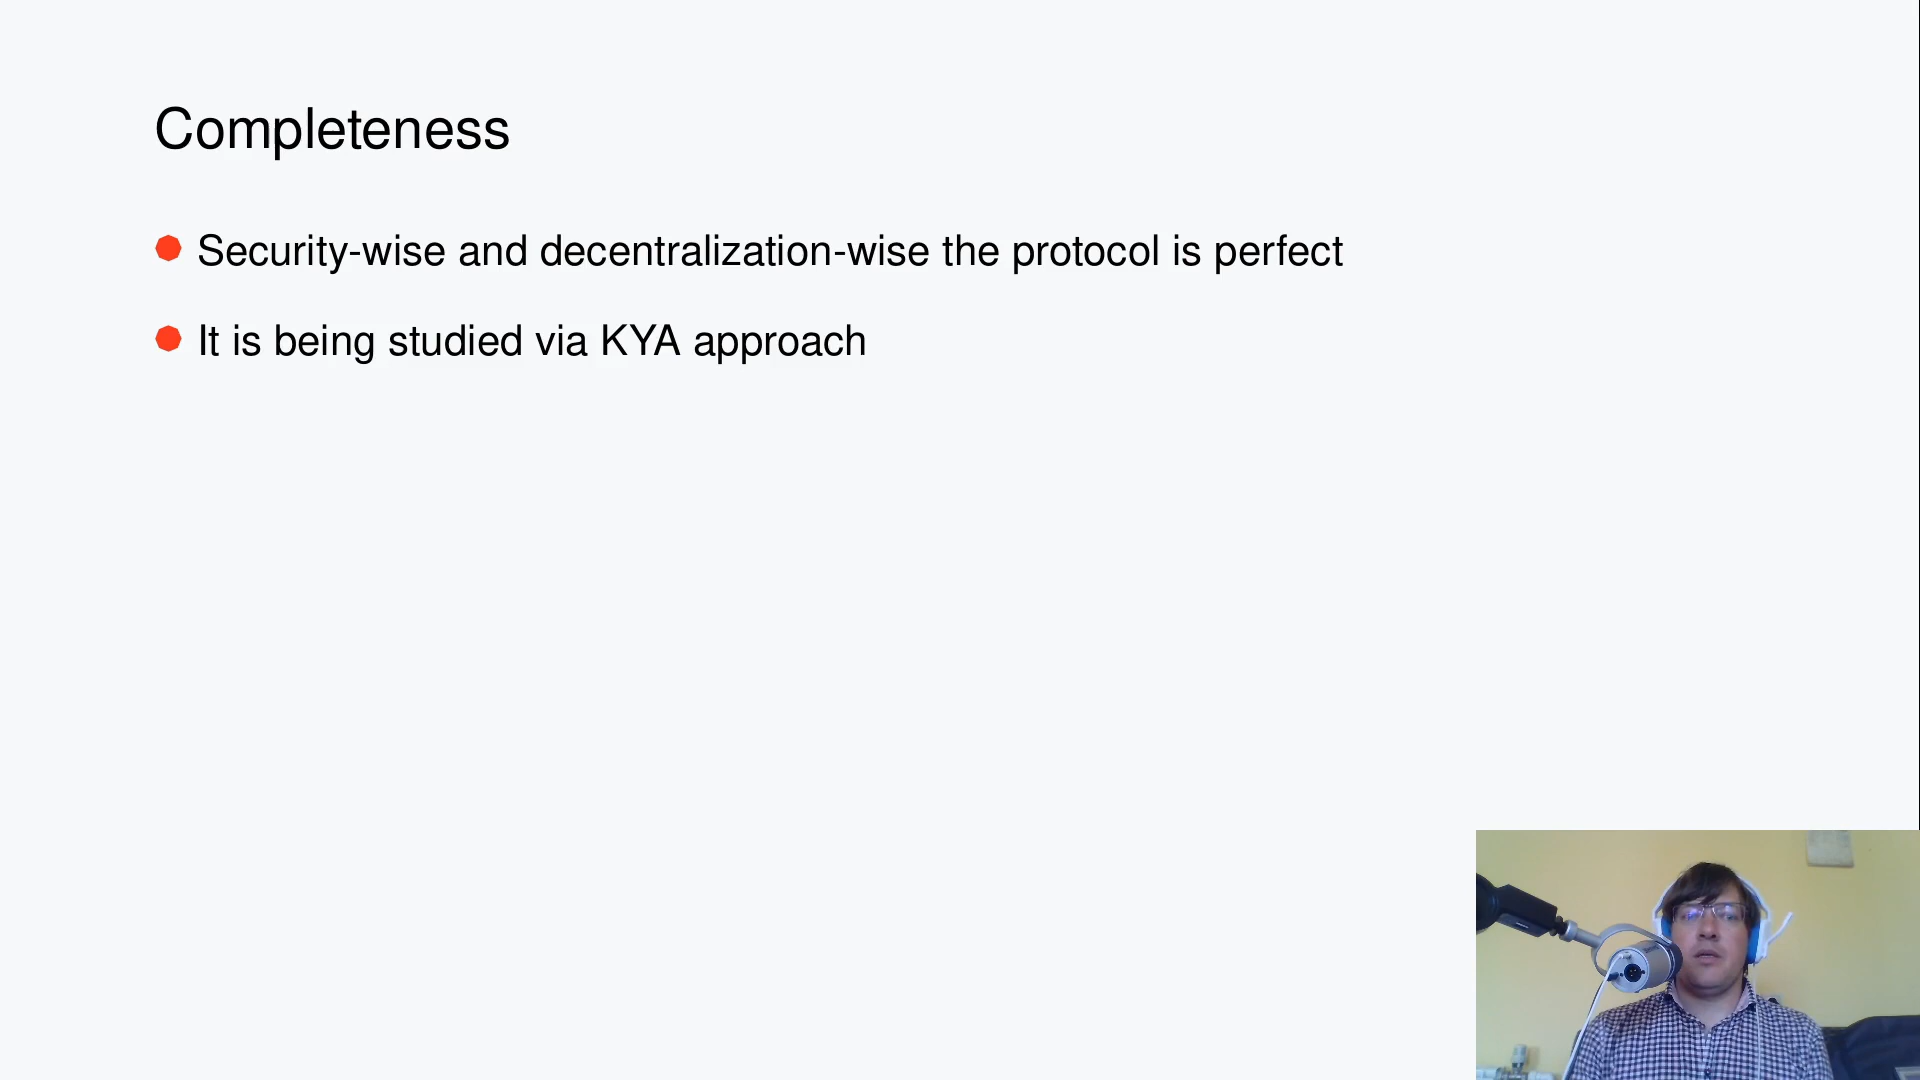 Completeness
Security-wise and decentralization-wise the protocol is perfect
It is being studied via KYA approach